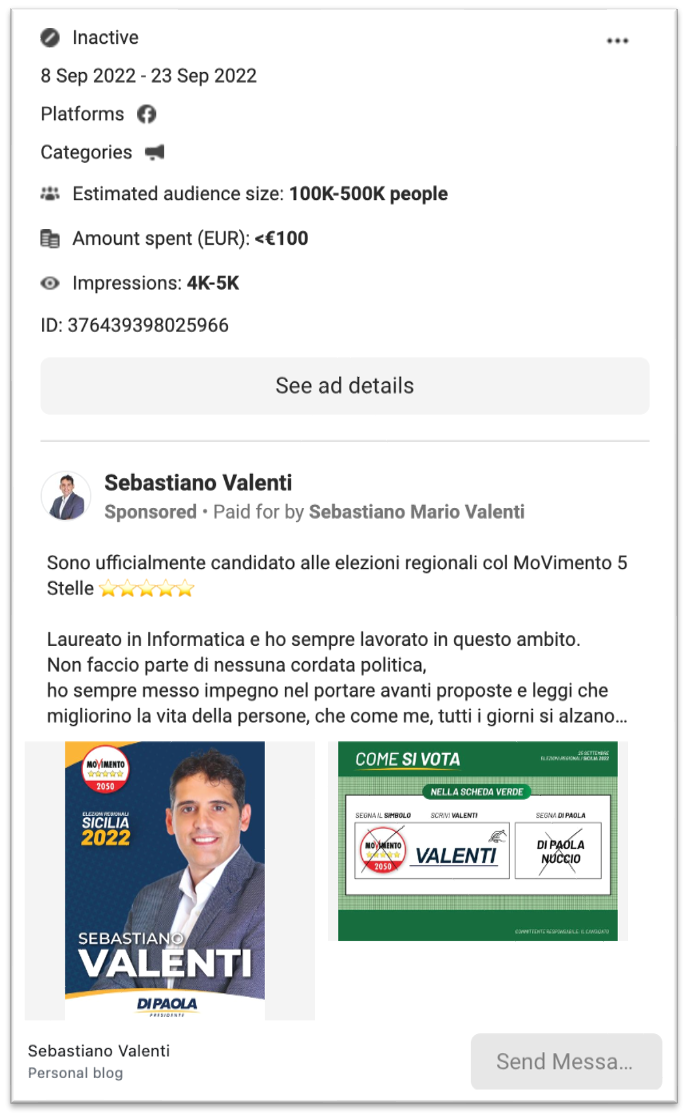 Inactive
8 Sep 2022 - 23 Sep 2022
Platforms
Categories
Estimated audience size: 100K-500K people
Amount spent (EUR): <€100
Impressions: 4K-5K
ID: 376439398025966
See ad details
Sebastiano Valenti
Sponsored • Paid for by Sebastiano Mario Valenti
Sono ufficialmente candidato alle elezioni regionali col MoVimento 5
Stelle ⭐⭐⭐⭐⭐
Laureato in Informatica e ho sempre lavorato in questo ambito.
Non faccio parte di nessuna cordata politica,
ho sempre messo impegno nel portare avanti proposte e leggi che
migliorino la vita della persone, che come me, tutti i giorni si alzano...
MOVIMENTO
2050
ELEZIONI REGIONALI
SICILIA
2022
SEBASTIANO
VALENTI
DI PAOLA
PRESIDENTE
COME SI VOTA
25 SETTEMBRE
ELEZIONI REGIONALI SICILIA 2022
NELLA SCHEDA VERDE
SEGNA IL SIMBOLO
SCRIVI VALENTI
SEGNA DI PAOLA
MOVIMENTO
2050
VALENTI
DI PAOLA
NUCCIO
COMMITTENTE RESPONSABILE: IL CANDIDATO
Sebastiano Valenti
Personal blog
Send Messa...